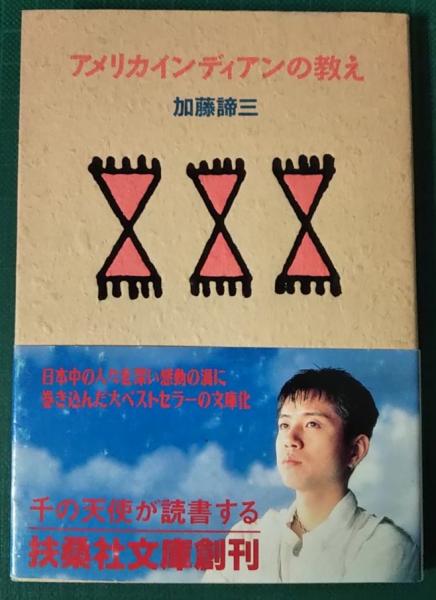 アメリカインディアンの教え
加藤諦三
日本中の人々を深い感動の渦に
巻き込んだ大ベストセラーの文庫化
千の天使が読書する
扶桑社文庫創刊